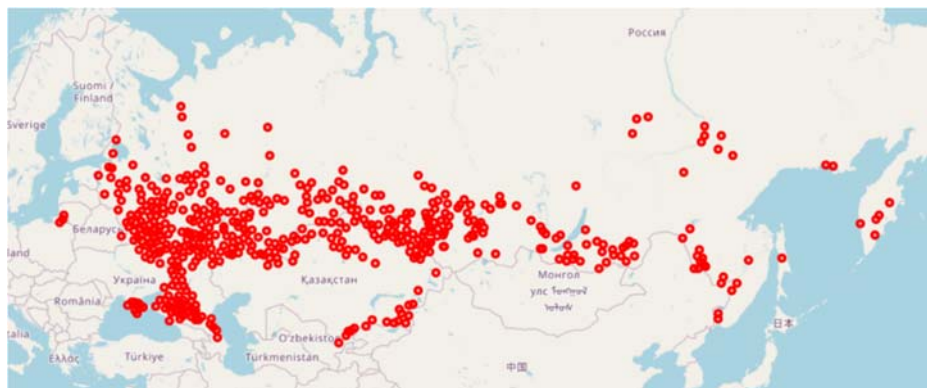 Россия
Suomi /
Finland
Sverige
Беларусь
land
Україна
Қазақстан
Монгол
улс
România
O'zbekiston
日本
talia
Ελλάς
Türkiye
Türkmenistan
中国